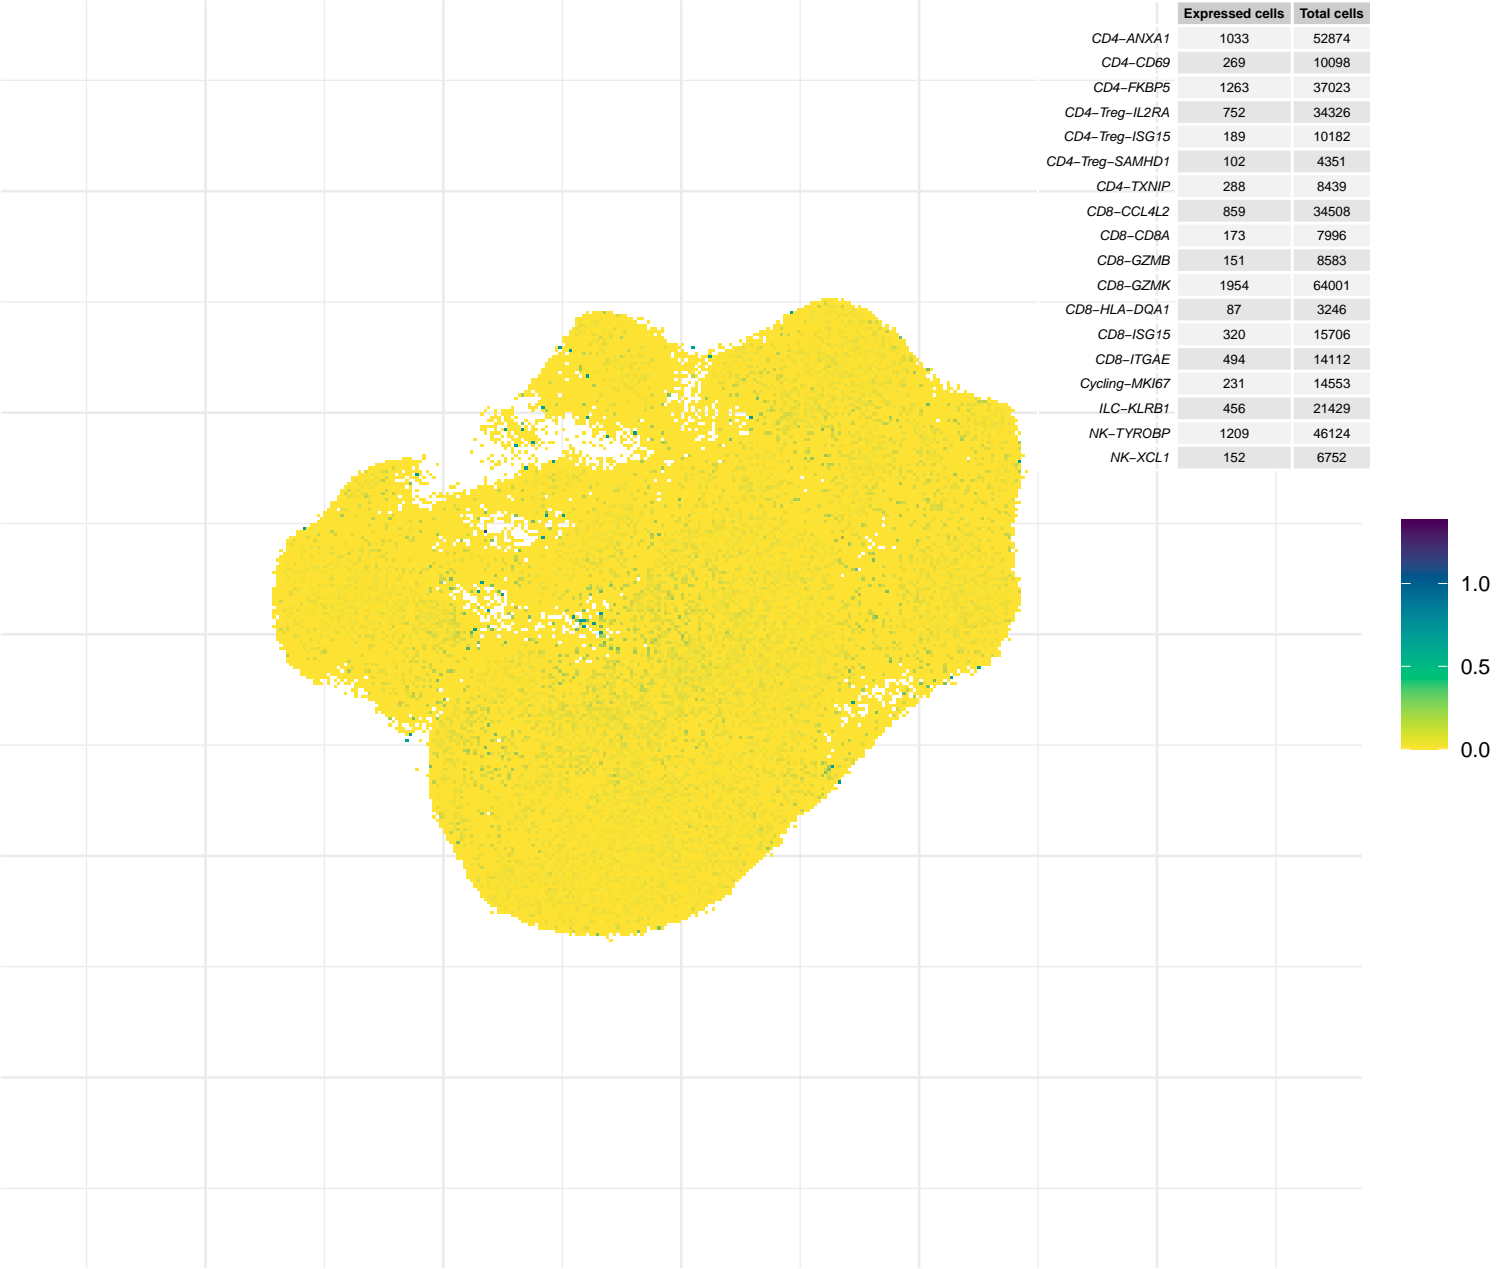 Expressed cells Total cells
CD4−ANXA1 1033 52874
CD4−CD69 269 10098
CD4−FKBP5 1263 37023
CD4−Treg−IL2RA 752 34326
CD4−Treg−ISG15 189 10182
CD4−Treg−SAMHD1 102 4351
CD4−TXNIP 288 8439
CD8−CCL4L2 859 34508
CD8−CD8A 173 7996
CD8−GZMB 151 8583
CD8−GZMK 1954 64001
CD8−HLA−DQA1 87 3246
CD8−ISG15 320 15706
CD8−ITGAE 494 14112
Cycling−MKI67 231 14553
ILC−KLRB1 456 21429
NK−TYROBP 1209 46124
NK−XCL1 152 6752
1.0
0.5
0.0